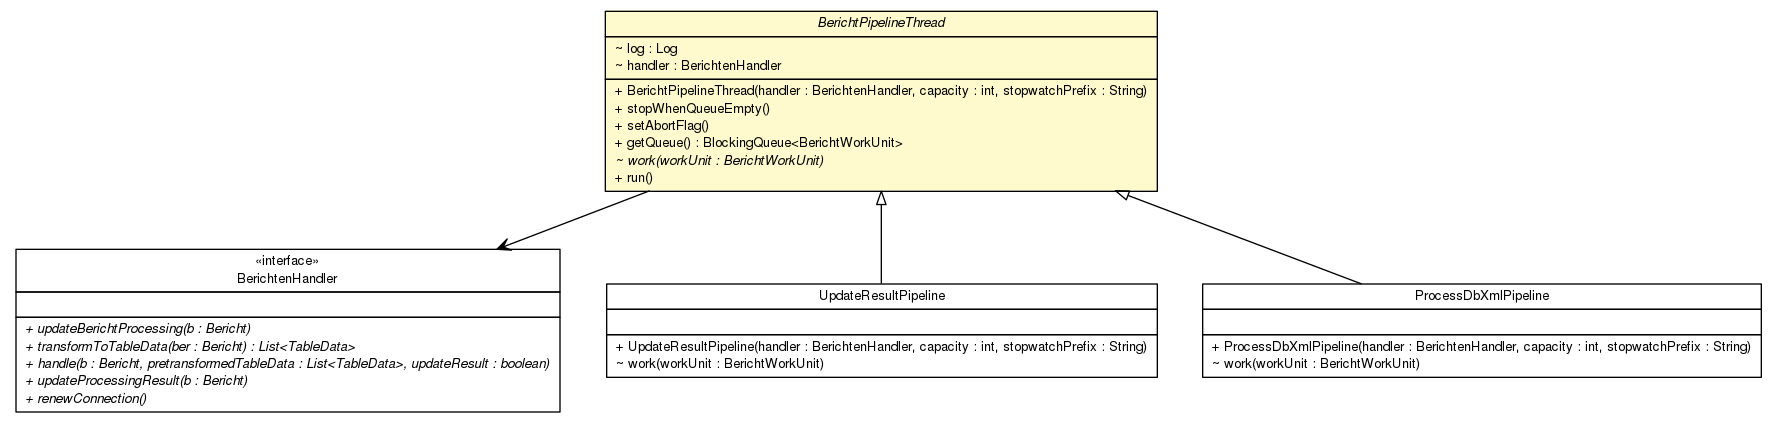 BerichtPipelineThread
~ log : Log
~ handler : BerichtenHandler
+ BerichtPipelineThread(handler : BerichtenHandler, capacity : int, stopwatchPrefix : String)
+ stopWhenQueueEmpty()
+ setAbortFlag()
+ getQueue() : BlockingQueue<BerichtWorkUnit>
~ work(workUnit : BerichtWorkUnit)
+ run()
«interface»
BerichtenHandler
+ updateBerichtProcessing(b : Bericht)
+ transformToTableData(ber : Bericht) : List<TableData>
+ handle(b : Bericht, pretransformedTableData : List<TableData>, updateResult : boolean)
+ updateProcessingResult(b : Bericht)
+ renewConnection()
UpdateResultPipeline
+ UpdateResultPipeline(handler : BerichtenHandler, capacity : int, stopwatchPrefix : String)
~ work(workUnit : BerichtWorkUnit)
ProcessDbXmlPipeline
+ ProcessDbXmlPipeline(handler : BerichtenHandler, capacity : int, stopwatchPrefix : String)
~ work(workUnit : BerichtWorkUnit)